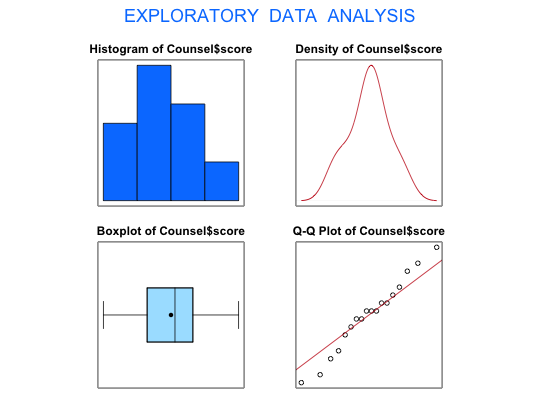 EXPLORATORY DATA ANALYSIS
Histogram of Counsel$score
Density of Counsel$score
Boxplot of Counsel$score
Q-Q Plot of Counsel$score